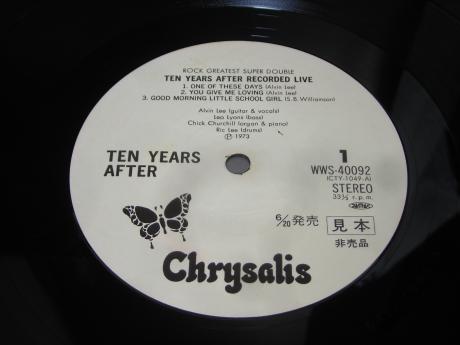 ROCK GREATEST SUPER DOUBLE
TEN YEARS AFTER RECORDED LIVE
1. ONE OF THESE DAYS (Alvin Lee)
2. YOU GIVE ME LOVING (Alvin Lee)
3. GOOD MORNING LITTLE SCHOOL GIRL (S.B. Williamson)
Alvin Lee (guitar & vocals)
Leo Lyons (bass)
Chick Churchill (organ & piano)
Ric Lee (drums)
Ⓟ 1973
TEN YEARS
AFTER
1
WWS-40092
(CTY-1049-A)
STEREO
33⅓ r.p.m.
6/20 発売
見本
非売品
Chrysalis